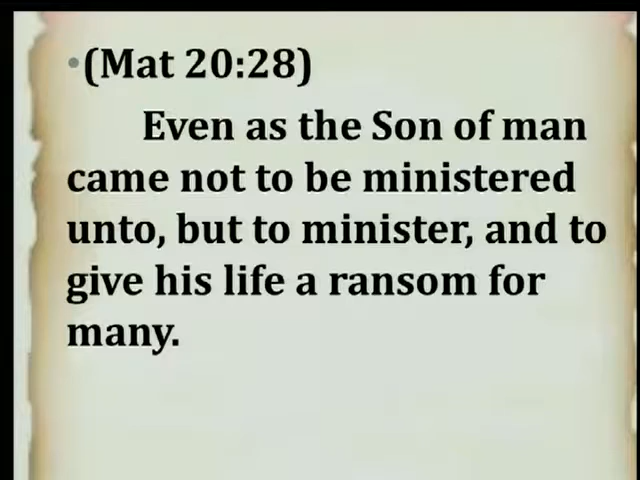 •(Mat 20:28)
Even as the Son of man
came not to be ministered
unto, but to minister, and to
give his life a ransom for
many.